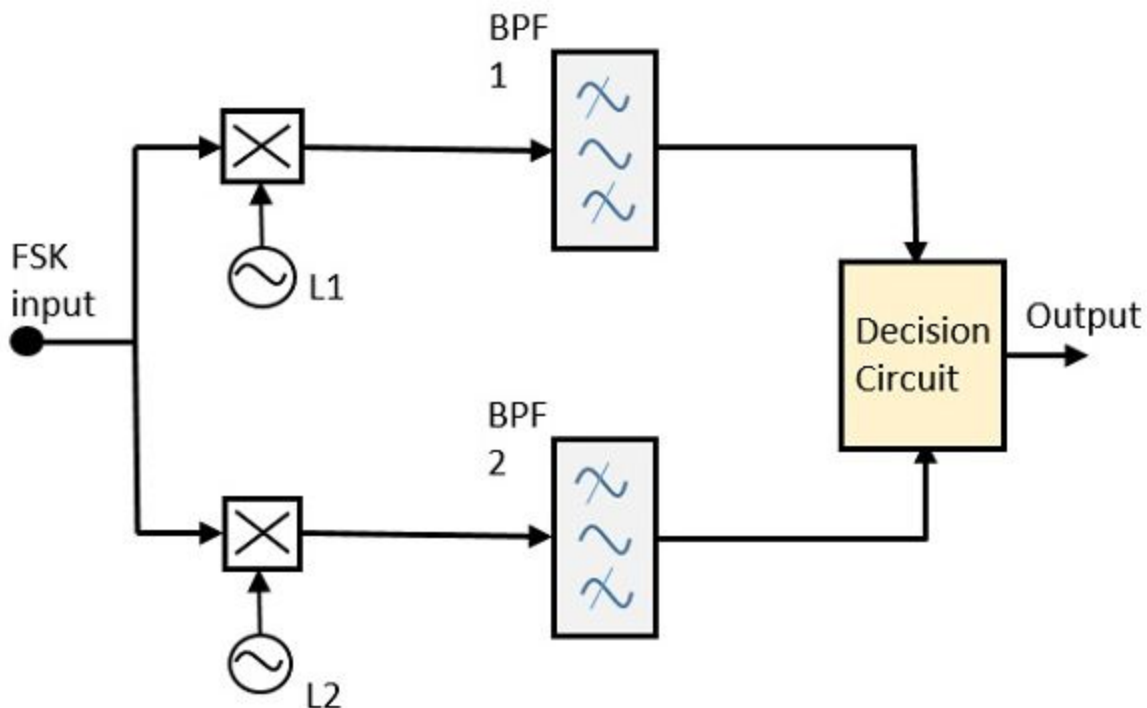 BPF
1
FSK
input
L1
Decision
Circuit
Output
BPF
2
L2